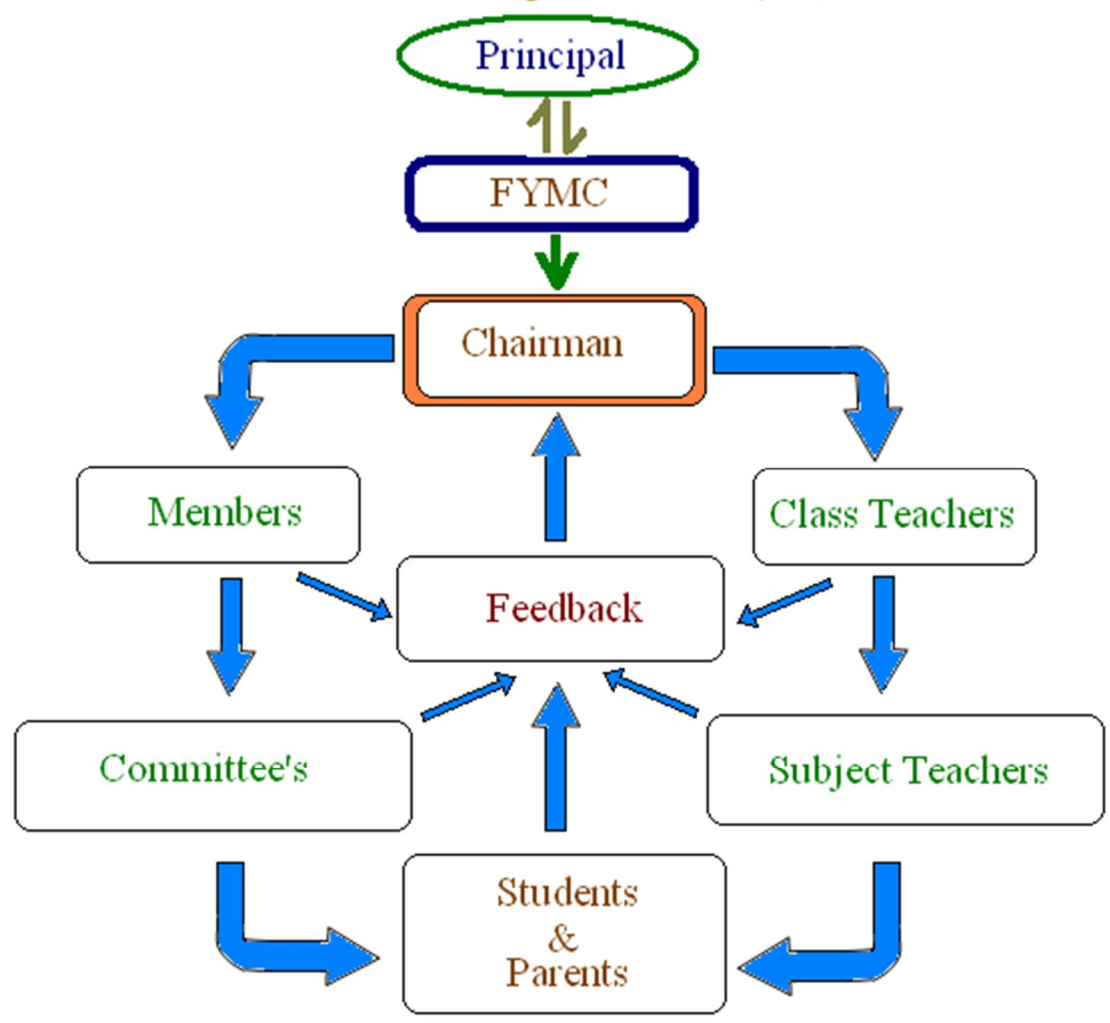 Principal
FYMC
Chairman
Members
Class Teachers
Feedback
Committee's
Subject Teachers
Students
&
Parents